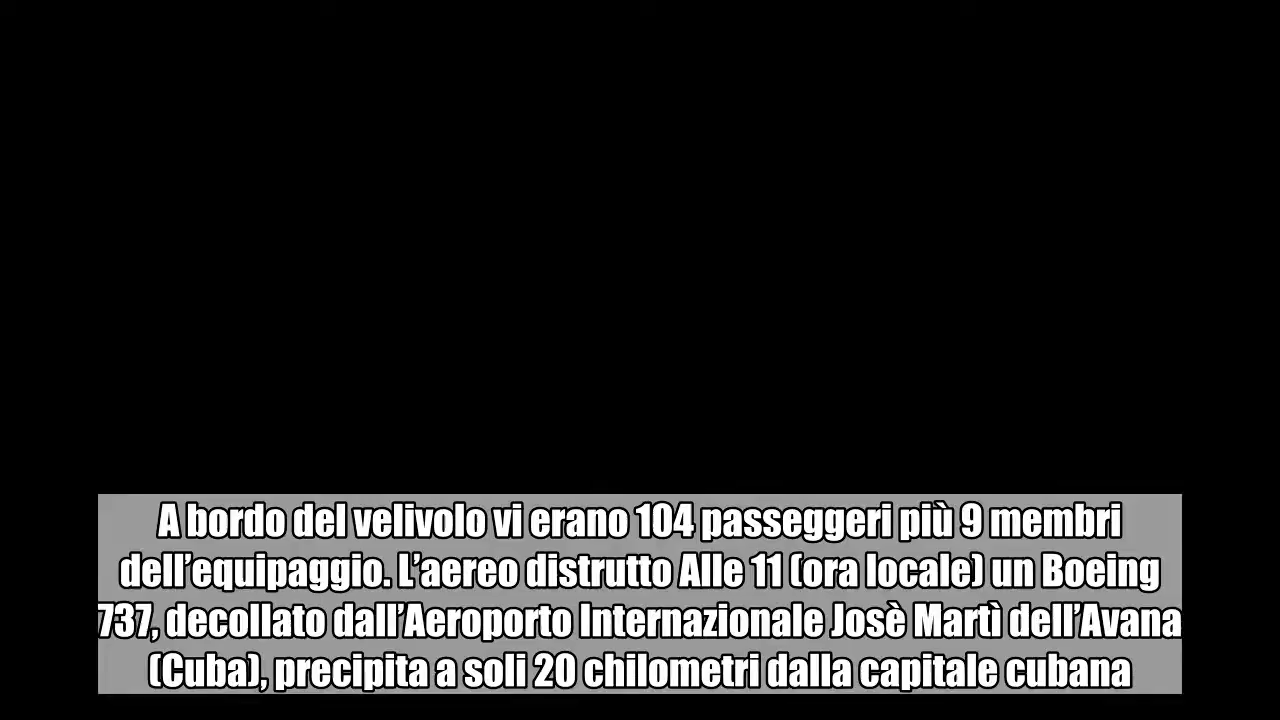 A bordo del velivolo vi erano 104 passeggeri più 9 membri
dell’equipaggio. L’aereo distrutto Alle 11 (ora locale) un Boeing
737, decollato dall’Aeroporto Internazionale Josè Martì dell’Avana
(Cuba), precipita a soli 20 chilometri dalla capitale cubana